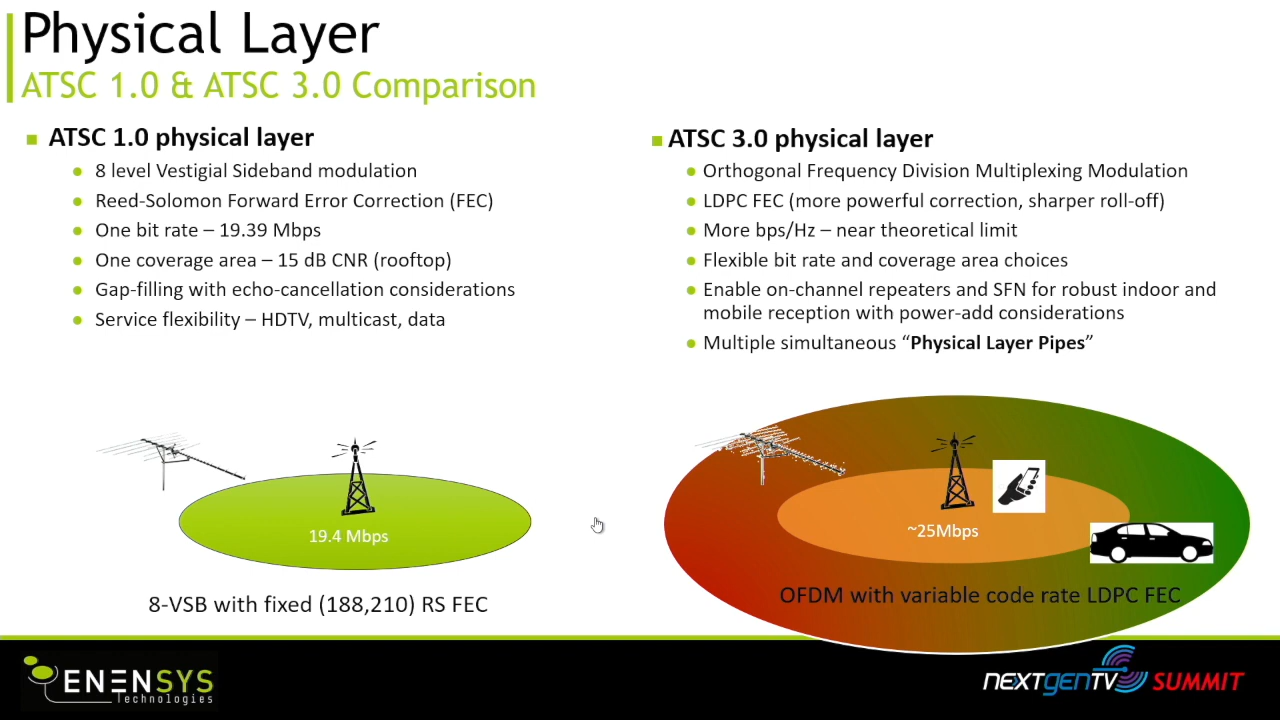 Physical Layer
ATSC 1.0 & ATSC 3.0 Comparison
ATSC 1.0 physical layer
8 level Vestigial Sideband modulation
Reed-Solomon Forward Error Correction (FEC)
One bit rate – 19.39 Mbps
One coverage area – 15 dB CNR (rooftop)
Gap-filling with echo-cancellation considerations
Service flexibility – HDTV, multicast, data
19.4 Mbps
8-VSB with fixed (188,210) RS FEC
ATSC 3.0 physical layer
Orthogonal Frequency Division Multiplexing Modulation
LDPC FEC (more powerful correction, sharper roll-off)
More bps/Hz – near theoretical limit
Flexible bit rate and coverage area choices
Enable on-channel repeaters and SFN for robust indoor and
mobile reception with power-add considerations
Multiple simultaneous “Physical Layer Pipes”
~25Mbps
OFDM with variable code rate LDPC FEC
ENENSYS
Technologies
NEXTGENTV SUMMIT